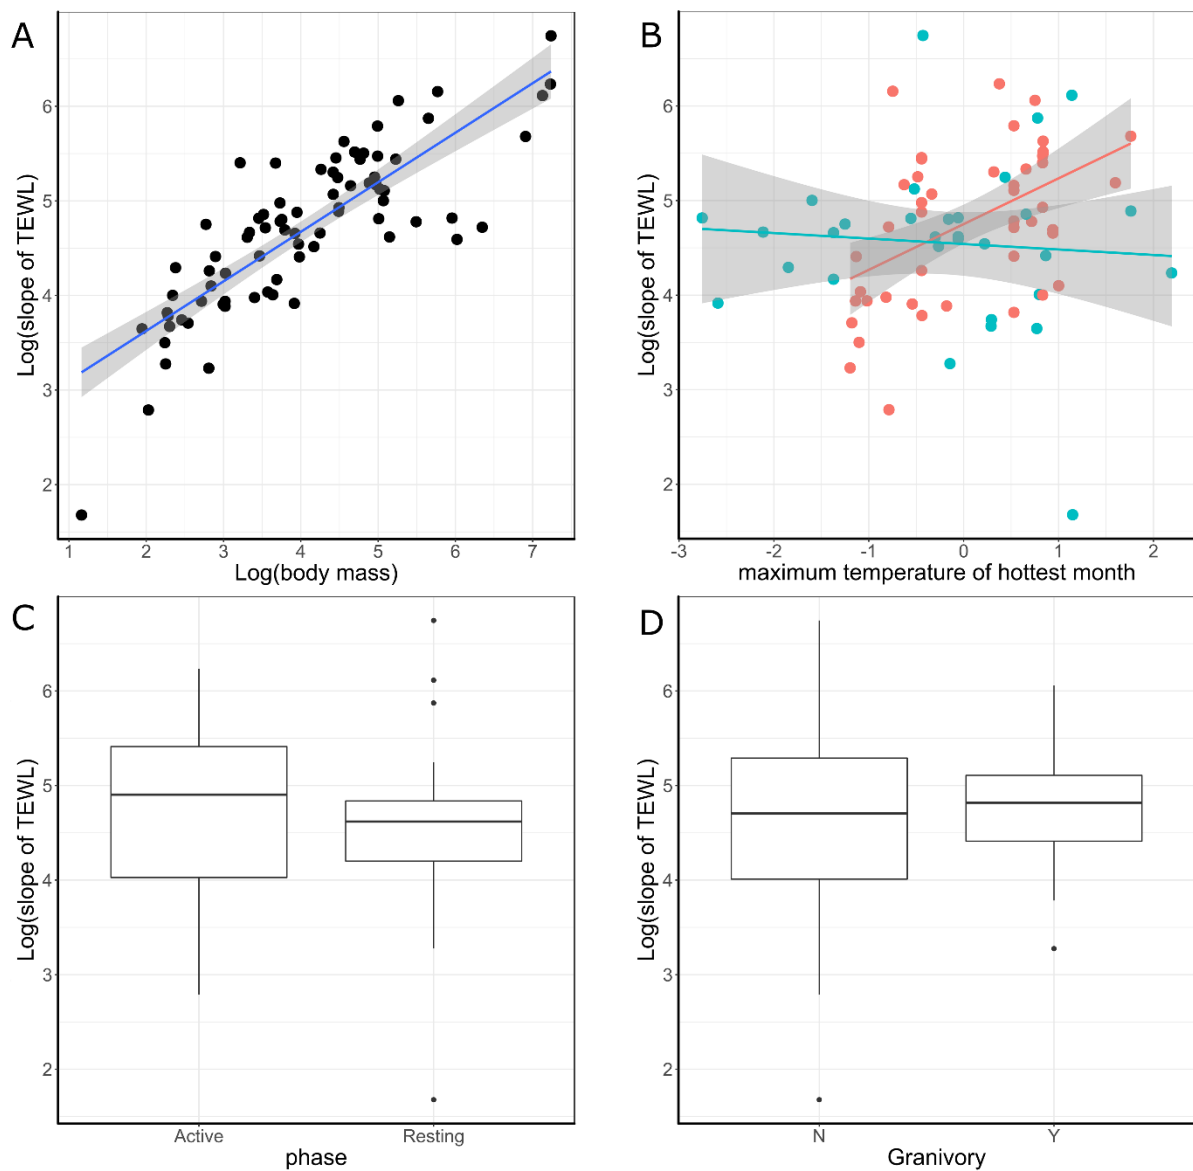 A
Log(slope of TEWL)
6
5
4
3
2
1 2 3 4 5 6 7
Log(body mass)
B
Log(slope of TEWL)
6
5
4
3
2
-3 -2 -1 0 1 2
maximum temperature of hottest month
C
Log(slope of TEWL)
6
5
4
3
2
Active Resting
phase
D
Log(slope of TEWL)
6
5
4
3
2
N Y
Granivory